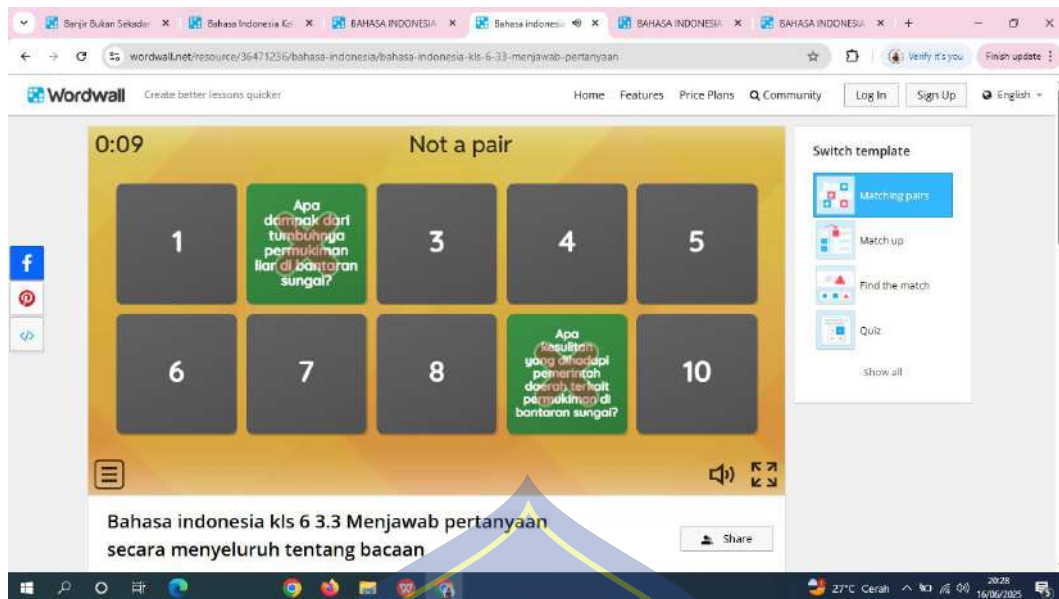 Banjir Bukan Sekadar
Bahasa Indonesia Kel
BAHASA INDONESIA
Bahasa indonesia
BAHASA INDONESIA
BAHASA INDONESIA
wordwall.net/resource/36471236/bahasa-indonesia/bahasa-indonesia-kls-6-33-menjawab-pertanyaan
Verify it's you
Finish update
Wordwall
Create better lessons quicker
Home
Features
Price Plans
Community
Log In
Sign Up
English
0:09
Not a pair
1
Apa
dampak dari
tumbuhnya
permukiman
liar di bantaran
sungai?
3
4
5
6
7
8
Apa
kesulitan
yang dihadapi
pemerintah
daerah terkait
permukiman di
bantaran sungai?
10
Switch template
Matching pairs
Match up
Find the match
Quiz
Show all
Bahasa indonesia kls 6 3.3 Menjawab pertanyaan
secara menyeluruh tentang bacaan
Share
27°C Cerah
20:28
16/06/2025